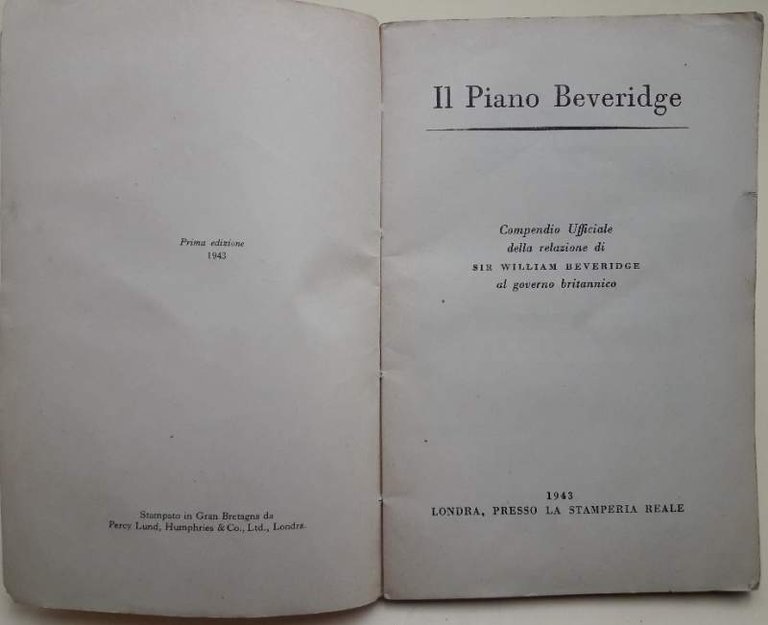 Prima edizione
1943
Stampato in Gran Bretagna da
Percy Lund, Humphries & Co., Ltd., Londra.
Il Piano Beveridge
Compendio Ufficiale
della relazione di
SIR WILLIAM BEVERIDGE
al governo britannico
1943
LONDRA, PRESSO LA STAMPERIA REALE